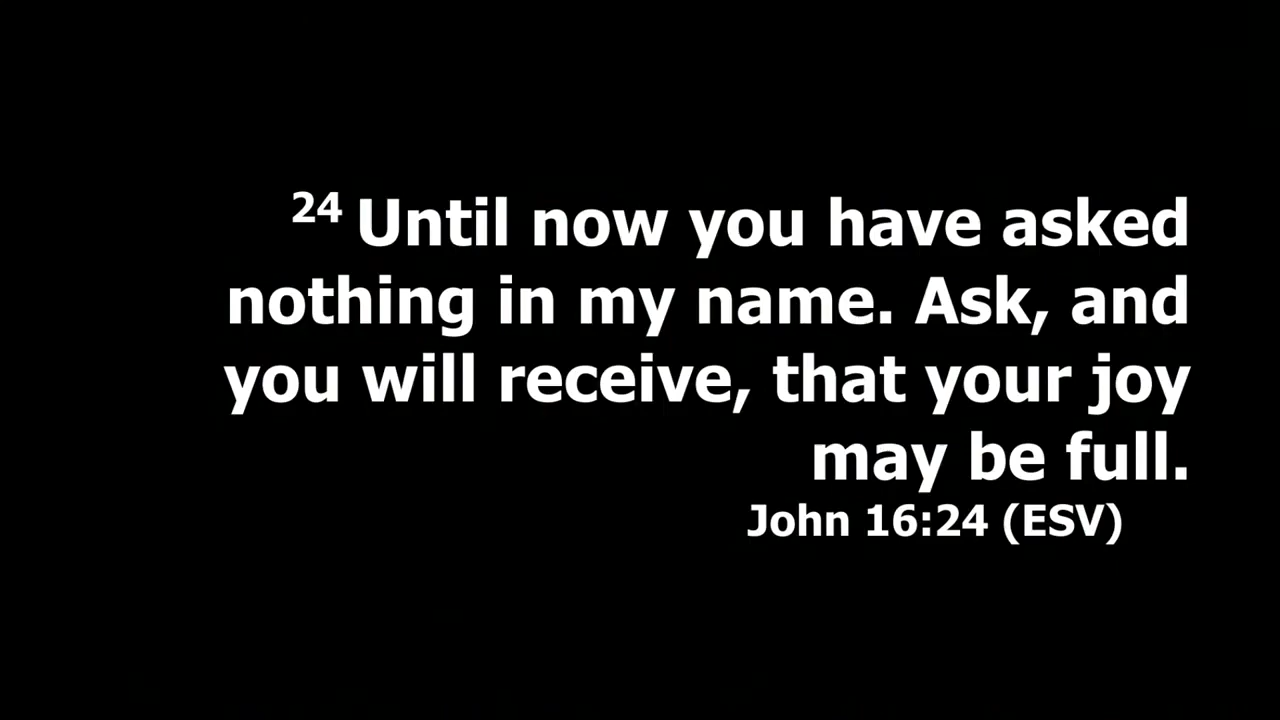 24 Until now you have asked
nothing in my name. Ask, and
you will receive, that your joy
may be full.
John 16:24 (ESV)